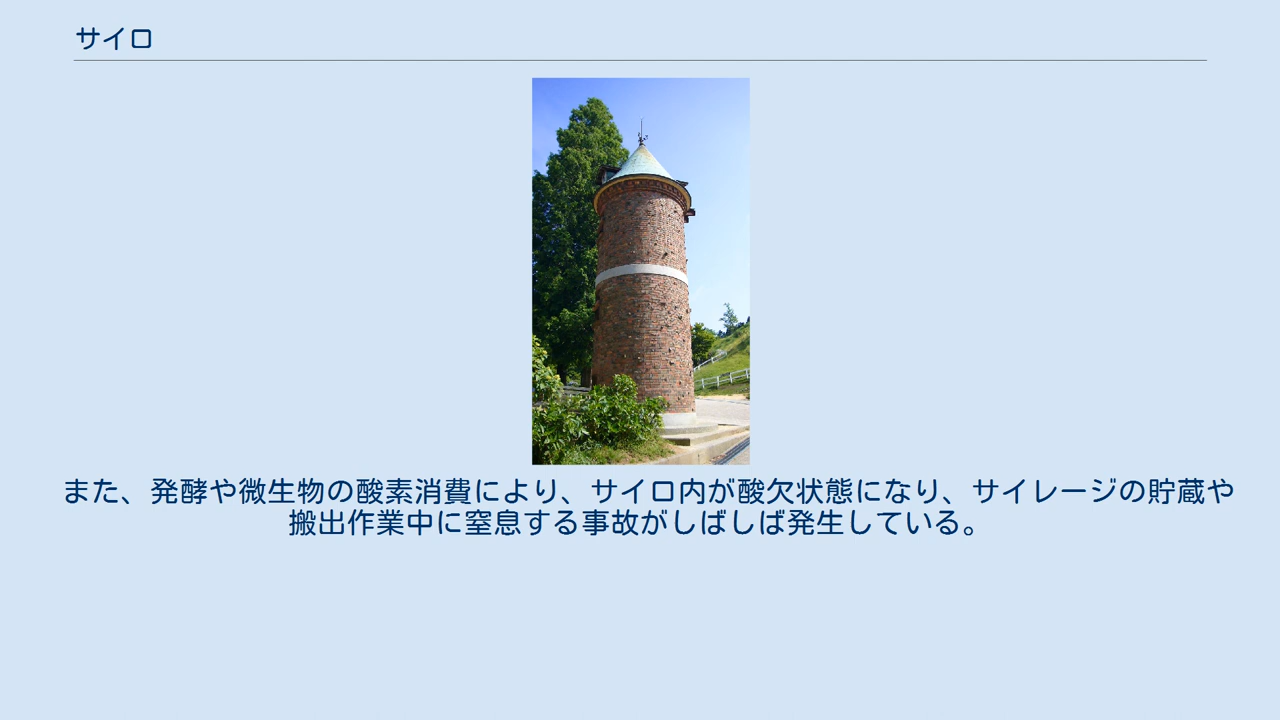 サイロ
また、発酵や微生物の酸素消費により、サイロ内が酸欠状態になり、サイレージの貯蔵や
搬出作業中に窒息する事故がしばしば発生している。